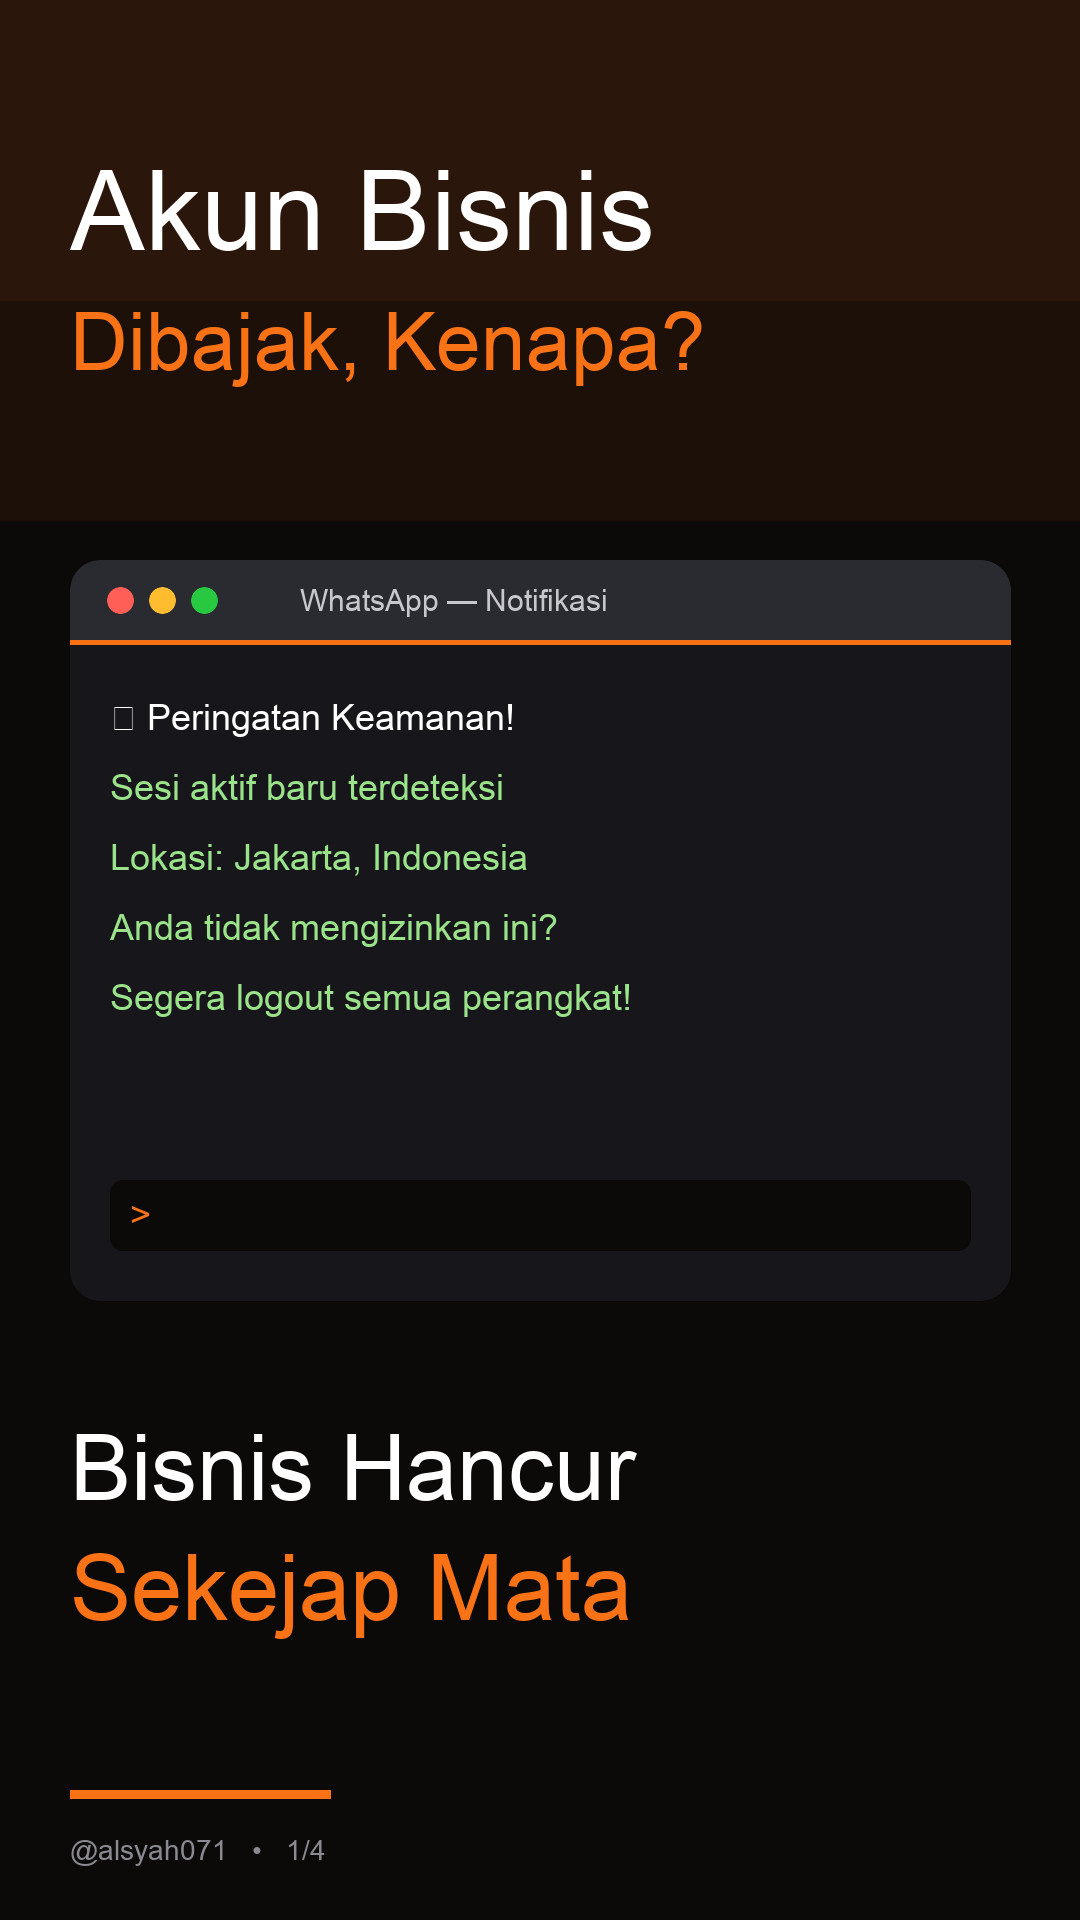 Akun Bisnis
Dibajak, Kenapa?
WhatsApp — Notifikasi
□ Peringatan Keamanan!
Sesi aktif baru terdeteksi
Lokasi: Jakarta, Indonesia
Anda tidak mengizinkan ini?
Segera logout semua perangkat!
>
Bisnis Hancur
Sekejap Mata
@alsyah071 • 1/4